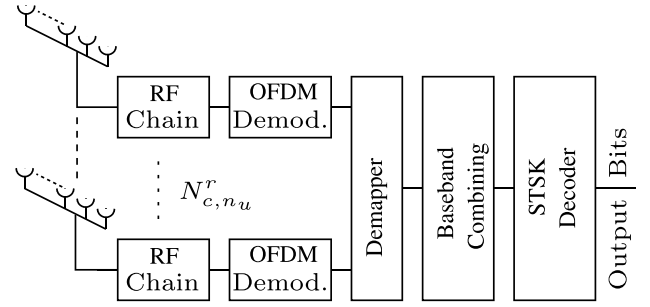 RF
Chain
OFDM
Demod.
$N^r_{c,n_u}$
RF
Chain
OFDM
Demod.
Demapper
Baseband
Combining
STSK
Decoder
Output Bits